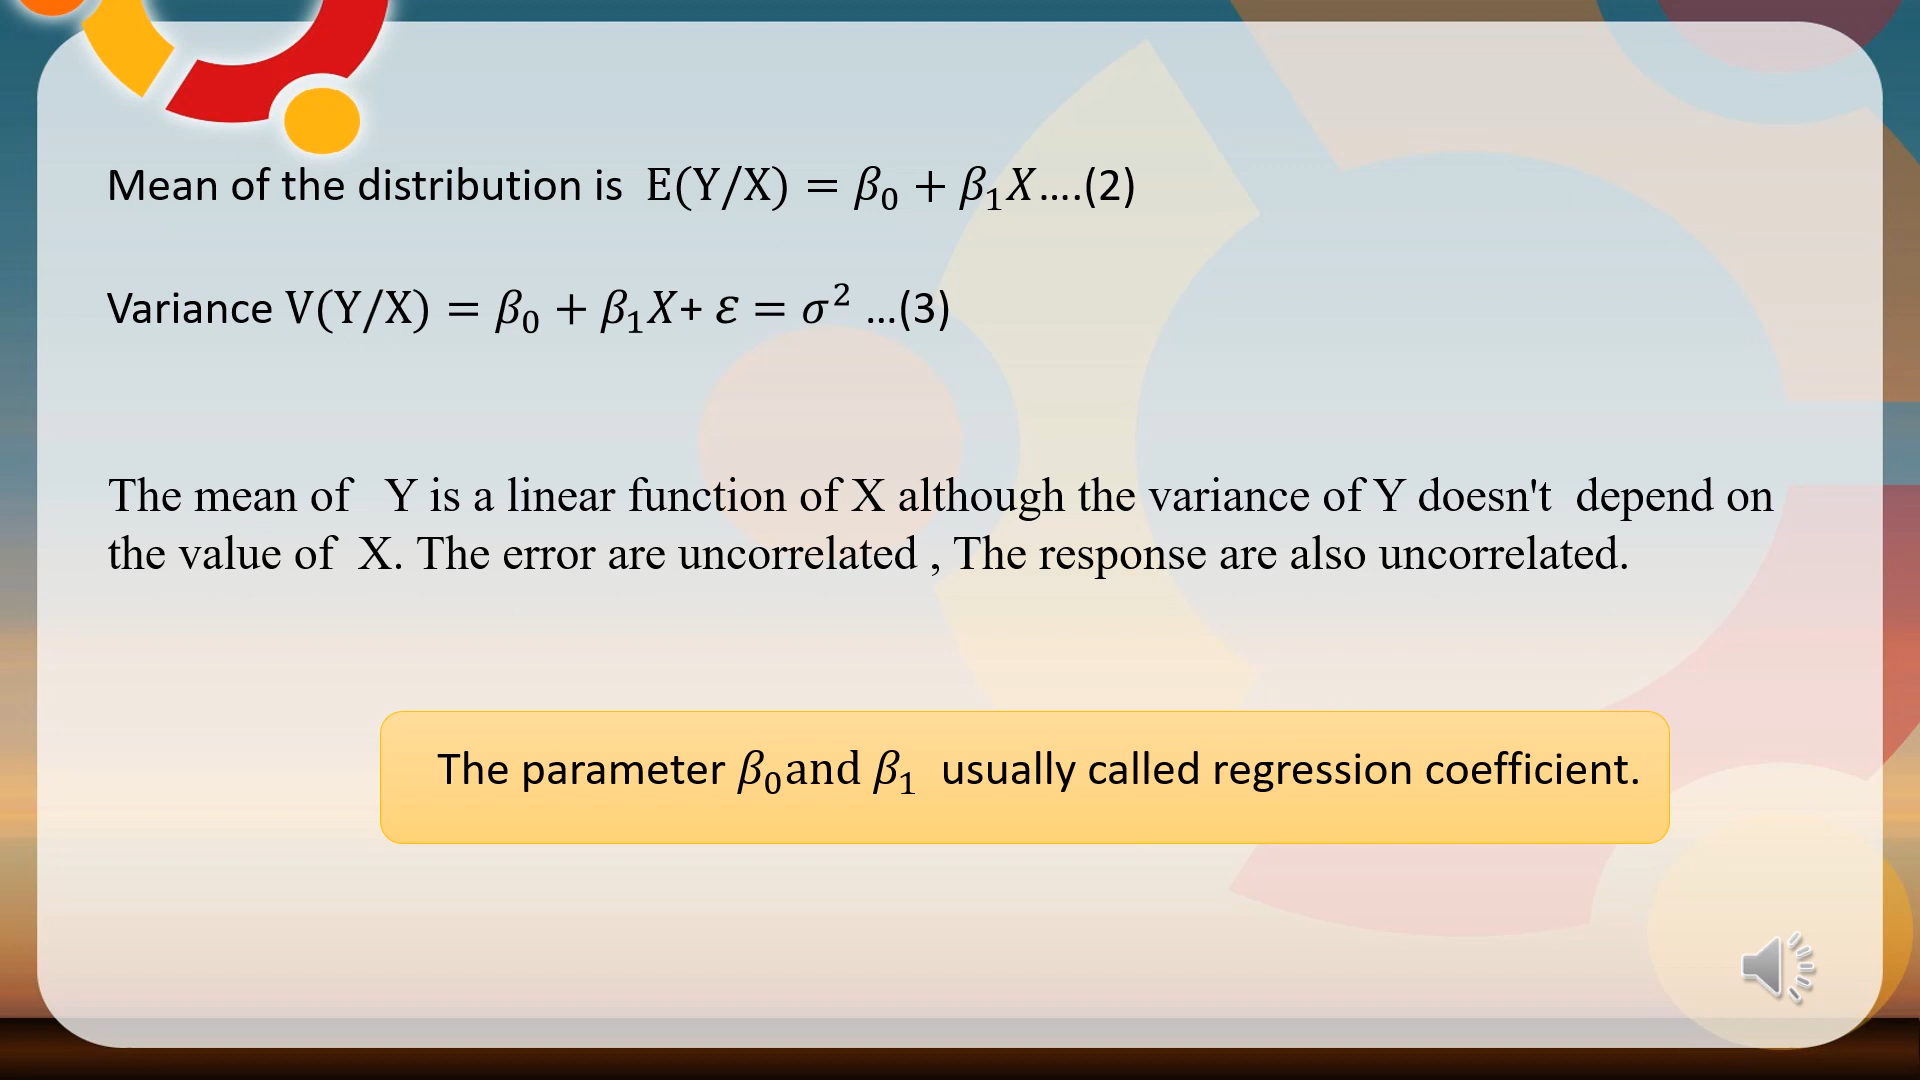 Mean of the distribution is E(Y/X) = β₀ + β₁X....(2)
Variance V(Y/X) = β₀ + β₁X+ ε = σ² ...(3)
The mean of Y is a linear function of X although the variance of Y doesn't depend on
the value of X. The error are uncorrelated , The response are also uncorrelated.
The parameter β₀and β₁ usually called regression coefficient.